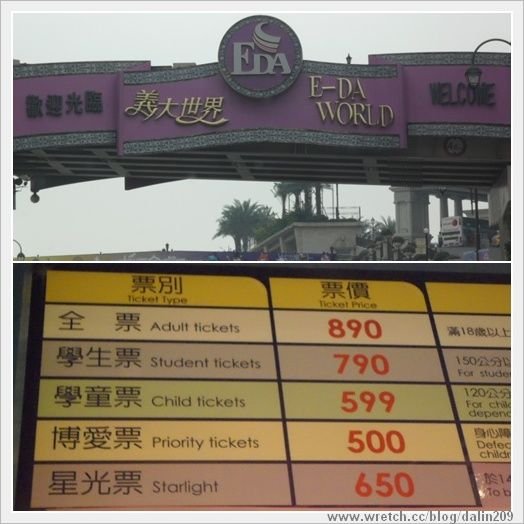 EDA
歡迎光臨 義大世界 E-DA WORLD WELCOME
票別 票價
Ticket Type Ticket Price
全票 Adult tickets 890 滿18歲以上
學生票 Student tickets 790 150公分以
For studen
學童票 Child tickets 599 120公分
For chil
depend
博愛票 Priority tickets 500 身心障
Defec
childre
星光票 Starlight 650 於14
To b
www.wretch.cc/blog/dalin209